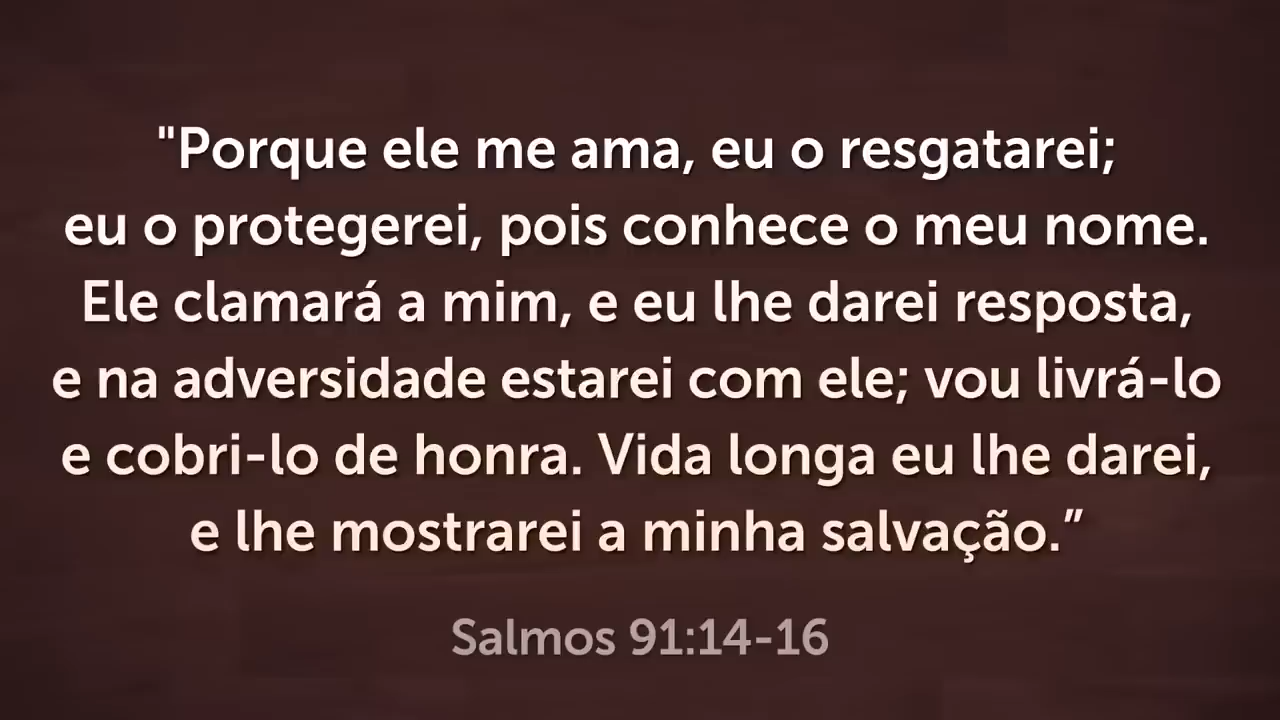 "Porque ele me ama, eu o resgatarei;
eu o protegerei, pois conhece o meu nome.
Ele clamará a mim, e eu lhe darei resposta,
e na adversidade estarei com ele; vou livrá-lo
e cobri-lo de honra. Vida longa eu lhe darei,
e lhe mostrarei a minha salvação.”
Salmos 91:14-16